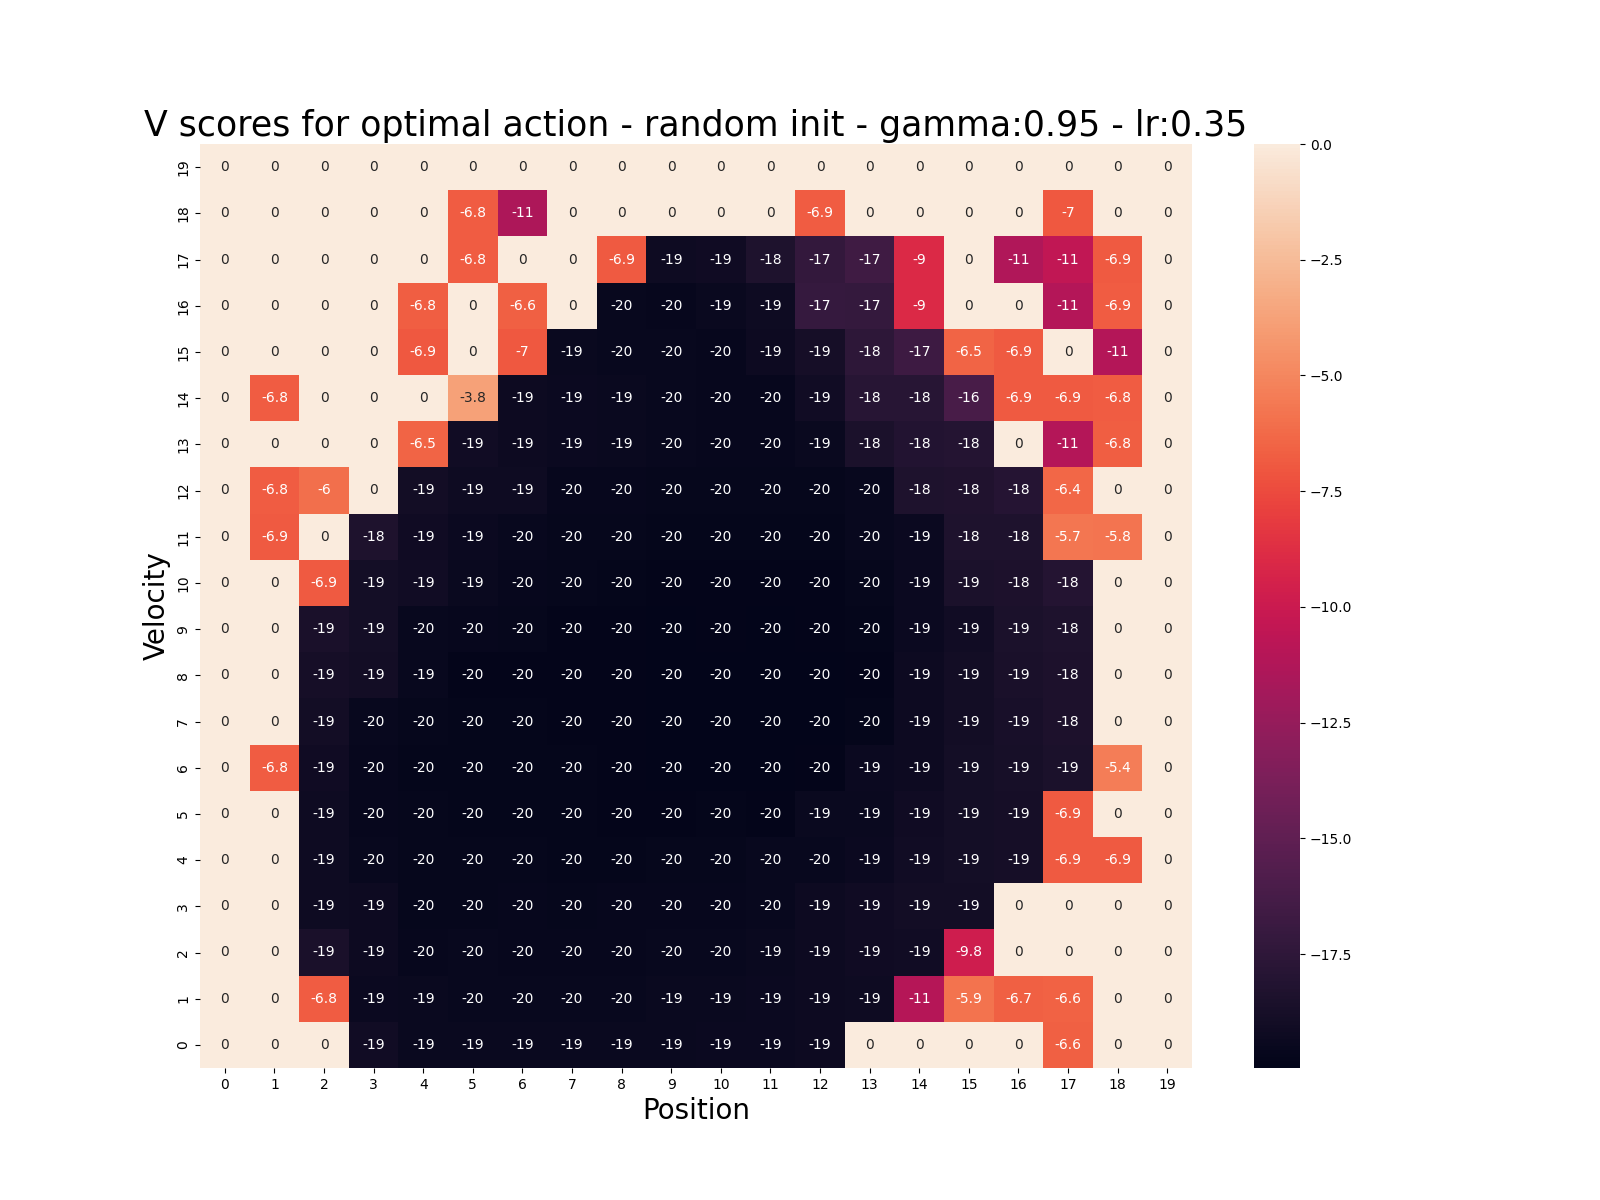 V scores for optimal action - random init - gamma:0.95 - lr:0.35
19 0 0 0 0 0 0 0 0 0 0 0 0 0 0 0 0 0 0 0 0
18 0 0 0 0 0 -6.8 -11 0 0 0 0 0 -6.9 0 0 0 0 -7 0 0
17 0 0 0 0 0 -6.8 0 0 -6.9 -19 -19 -18 -17 -17 -9 0 -11 -11 -6.9 0
16 0 0 0 0 -6.8 0 -6.6 0 -20 -20 -19 -19 -17 -17 -9 0 0 -11 -6.9 0
15 0 0 0 0 -6.9 0 -7 -19 -20 -20 -20 -19 -19 -18 -17 -6.5 -6.9 0 -11 0
14 0 -6.8 0 0 0 -3.8 -19 -19 -19 -20 -20 -20 -19 -18 -18 -16 -6.9 -6.9 -6.8 0
13 0 0 0 0 -6.5 -19 -19 -19 -19 -20 -20 -20 -19 -18 -18 -18 0 -11 -6.8 0
12 0 -6.8 -6 0 -19 -19 -19 -20 -20 -20 -20 -20 -20 -20 -18 -18 -18 -6.4 0 0
11 0 -6.9 0 -18 -19 -19 -20 -20 -20 -20 -20 -20 -20 -20 -19 -18 -18 -5.7 -5.8 0
10 0 0 -6.9 -19 -19 -19 -20 -20 -20 -20 -20 -20 -20 -20 -19 -19 -18 -18 0 0
9 0 0 -19 -19 -20 -20 -20 -20 -20 -20 -20 -20 -20 -20 -19 -19 -19 -18 0 0
8 0 0 -19 -19 -19 -20 -20 -20 -20 -20 -20 -20 -20 -20 -19 -19 -19 -18 0 0
7 0 0 -19 -20 -20 -20 -20 -20 -20 -20 -20 -20 -20 -20 -19 -19 -19 -18 0 0
6 0 -6.8 -19 -20 -20 -20 -20 -20 -20 -20 -20 -20 -20 -19 -19 -19 -19 -19 -5.4 0
5 0 0 -19 -20 -20 -20 -20 -20 -20 -20 -20 -20 -19 -19 -19 -19 -19 -6.9 0 0
4 0 0 -19 -20 -20 -20 -20 -20 -20 -20 -20 -20 -20 -19 -19 -19 -19 -6.9 -6.9 0
3 0 0 -19 -19 -20 -20 -20 -20 -20 -20 -20 -20 -19 -19 -19 -19 0 0 0 0
2 0 0 -19 -19 -20 -20 -20 -20 -20 -20 -20 -19 -19 -19 -19 -9.8 0 0 0 0
1 0 0 -6.8 -19 -19 -20 -20 -20 -20 -19 -19 -19 -19 -19 -11 -5.9 -6.7 -6.6 0 0
0 0 0 0 -19 -19 -19 -19 -19 -19 -19 -19 -19 -19 0 0 0 0 -6.6 0 0
0 1 2 3 4 5 6 7 8 9 10 11 12 13 14 15 16 17 18 19
Position
Velocity
0.0
−2.5
−5.0
−7.5
−10.0
−12.5
−15.0
−17.5